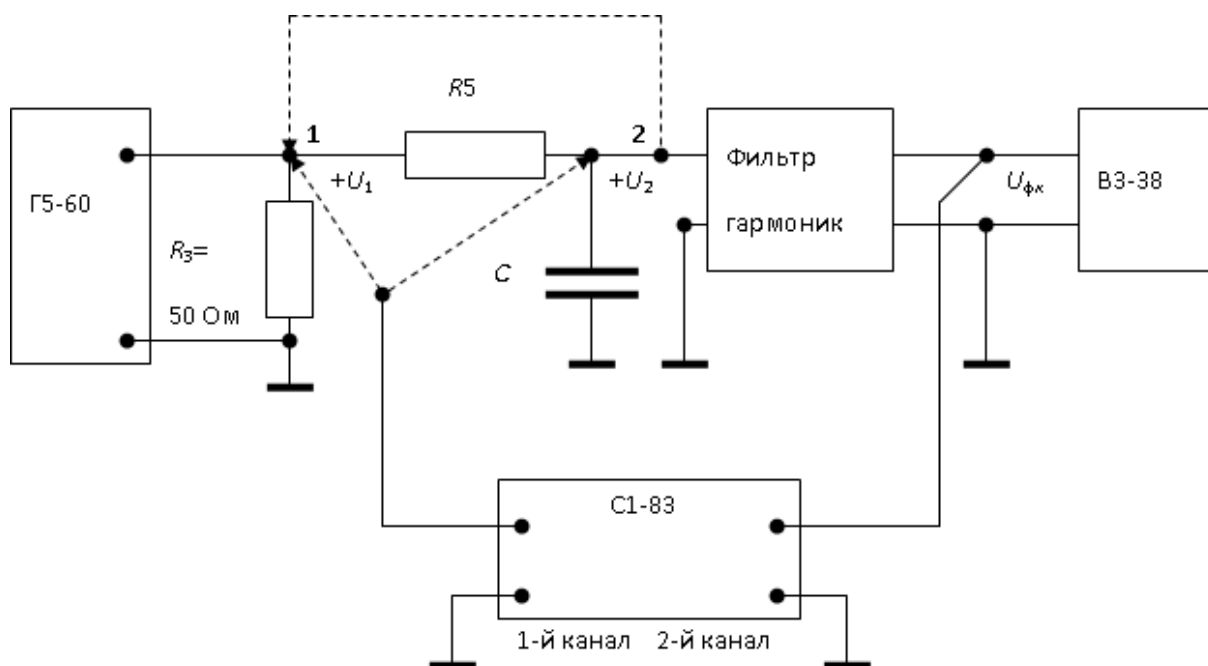 R5
1
2
Г5-60
+U₁
+U₂
Фильтр
гармоник
Uфк
В3-38
R₃=
50 Ом
C
С1-83
1-й канал
2-й канал